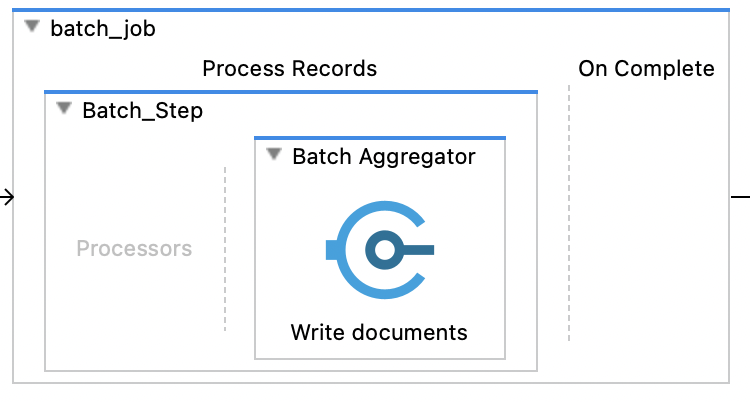 batch_job
Process Records
On Complete
Batch_Step
Batch Aggregator
Processors
Write documents